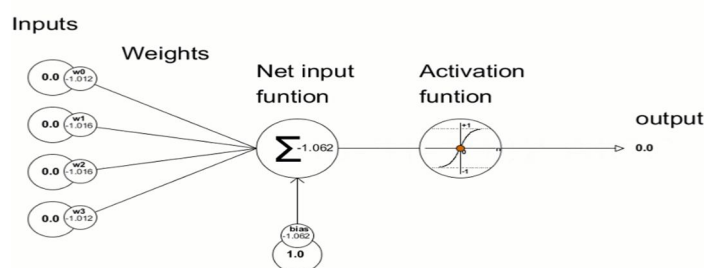 Inputs
Weights
Net input
funtion
Activation
funtion
output
0.0 w0 -1.012
0.0 w1 -1.016
0.0 w2 -1.016
0.0 w3 -1.012
Σ -1.062
+1
-1
0.0
bias
-1.062
1.0